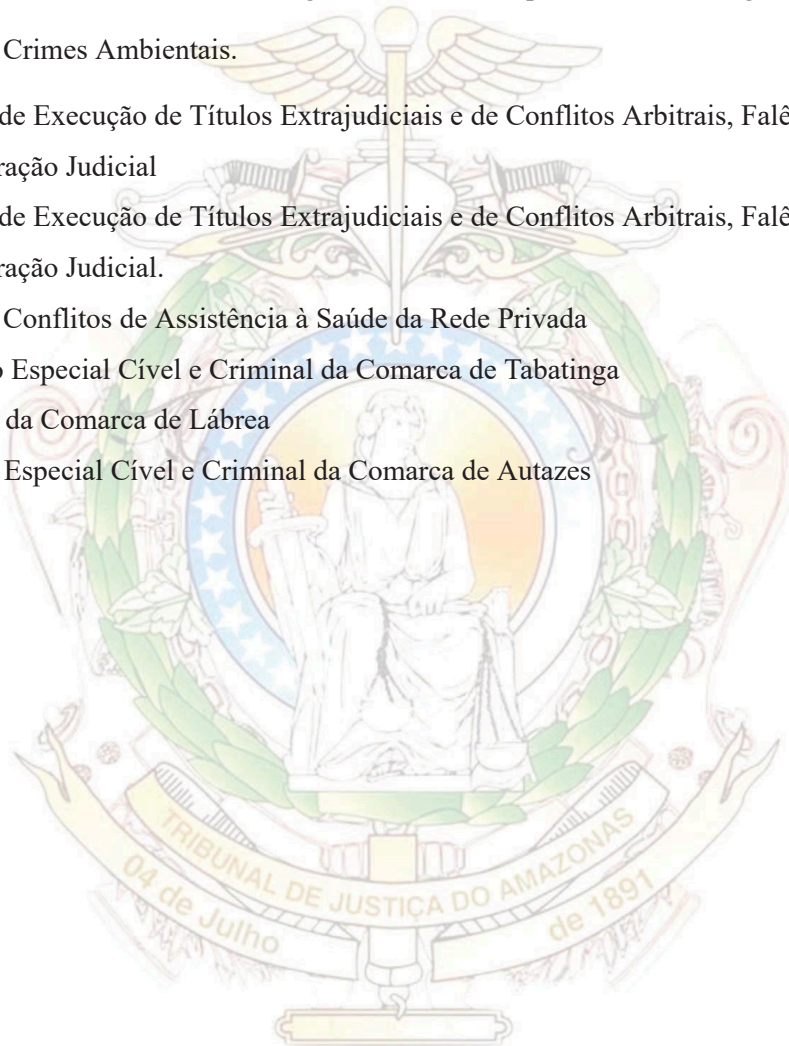 Crimes Ambientais.
de Execução de Títulos Extrajudiciais e de Conflitos Arbitrais, Falê
ração Judicial
de Execução de Títulos Extrajudiciais e de Conflitos Arbitrais, Falê
ração Judicial.
Conflitos de Assistência à Saúde da Rede Privada
o Especial Cível e Criminal da Comarca de Tabatinga
da Comarca de Lábrea
Especial Cível e Criminal da Comarca de Autazes
TRIBUNAL DE JUSTIÇA DO AMAZONAS
04 de Julho de 1891